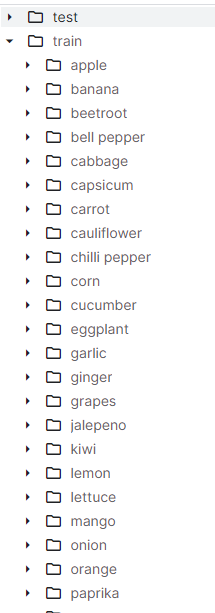 test
train
apple
banana
beetroot
bell pepper
cabbage
capsicum
carrot
cauliflower
chilli pepper
corn
cucumber
eggplant
garlic
ginger
grapes
jalepeno
kiwi
lemon
lettuce
mango
onion
orange
paprika